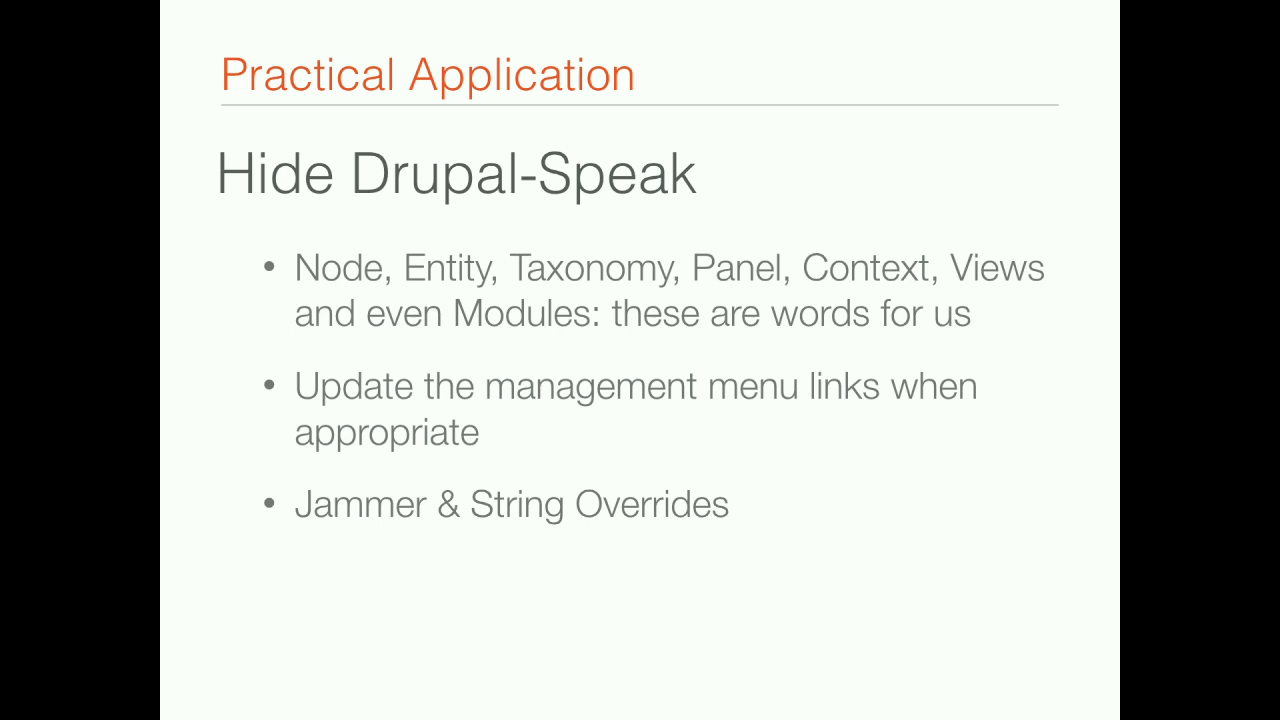 Practical Application
Hide Drupal-Speak
• Node, Entity, Taxonomy, Panel, Context, Views
and even Modules: these are words for us
• Update the management menu links when
appropriate
• Jammer & String Overrides